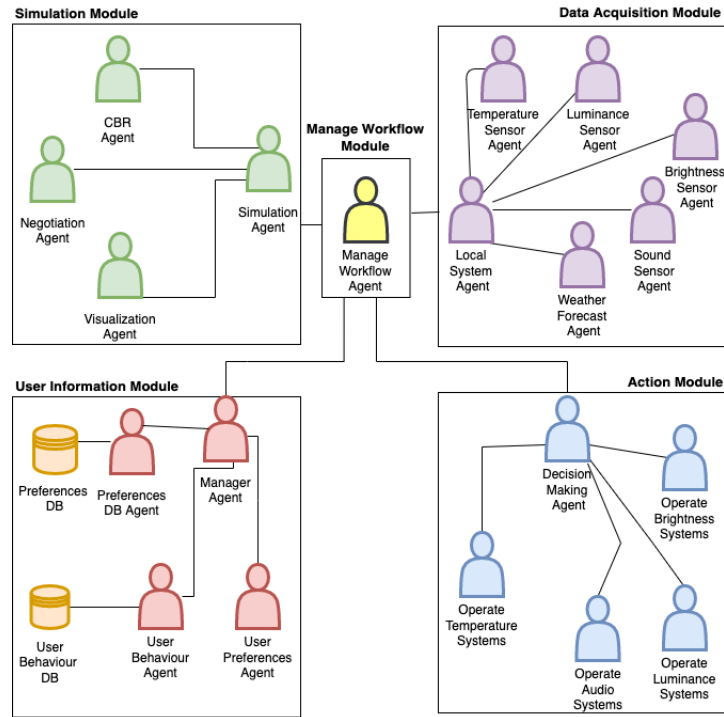 Simulation Module
CBR
Agent
Negotiation
Agent
Simulation
Agent
Visualization
Agent
Manage Workflow
Module
Manage
Workflow
Agent
Data Acquisition Module
Temperature
Sensor
Agent
Luminance
Sensor
Agent
Brightness
Sensor
Agent
Local
System
Agent
Sound
Sensor
Agent
Weather
Forecast
Agent
User Information Module
Preferences
DB
Preferences
DB Agent
Manager
Agent
User
Behaviour
DB
User
Behaviour
Agent
User
Preferences Agent
Action Module
Decision
Making
Agent
Operate
Brightness
Systems
Operate
Temperature
Systems
Operate
Audio
Systems
Operate
Luminance
Systems